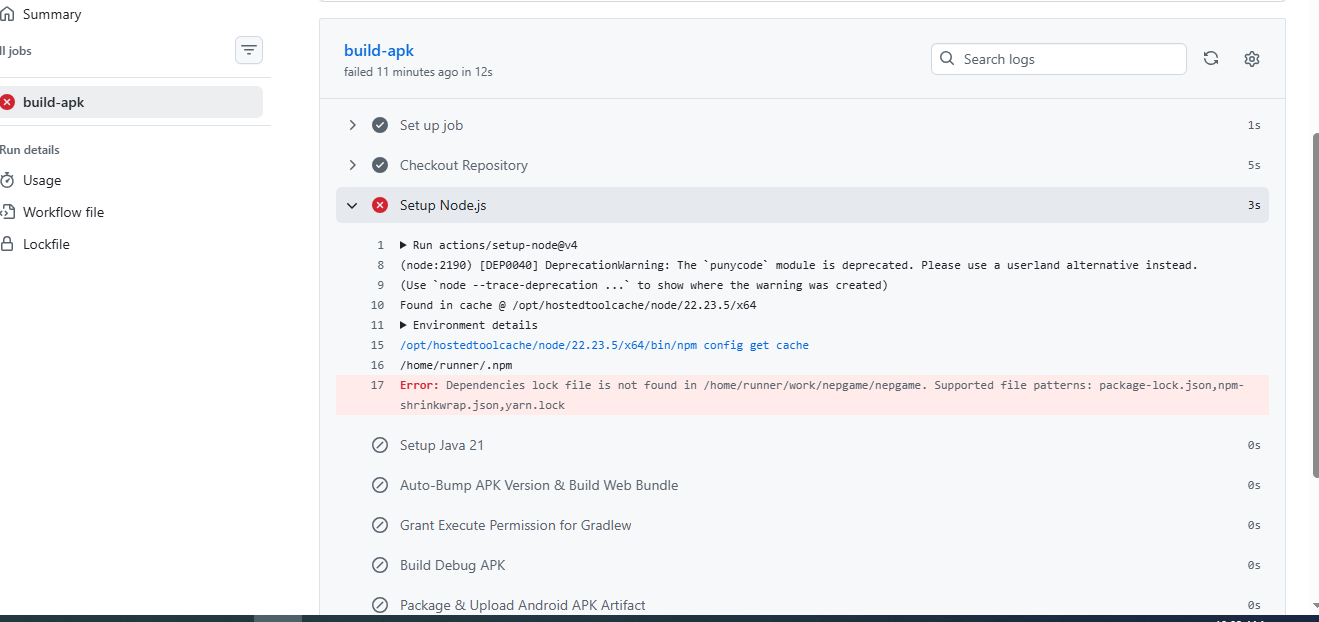 Summary
ll jobs
build-apk
Run details
Usage
Workflow file
Lockfile
build-apk
failed 11 minutes ago in 12s
Search logs
Set up job 1s
Checkout Repository 5s
Setup Node.js 3s
1 Run actions/setup-node@v4
8 (node:2190) [DEP0040] DeprecationWarning: The `punycode` module is deprecated. Please use a userland alternative instead.
9 (Use `node --trace-deprecation ...` to show where the warning was created)
10 Found in cache @ /opt/hostedtoolcache/node/22.23.5/x64
11 Environment details
15 /opt/hostedtoolcache/node/22.23.5/x64/bin/npm config get cache
16 /home/runner/.npm
17 Error: Dependencies lock file is not found in /home/runner/work/nepgame/nepgame. Supported file patterns: package-lock.json,npm-
shrinkwrap.json,yarn.lock
Setup Java 21 0s
Auto-Bump APK Version & Build Web Bundle 0s
Grant Execute Permission for Gradlew 0s
Build Debug APK 0s
Package & Upload Android APK Artifact 0s